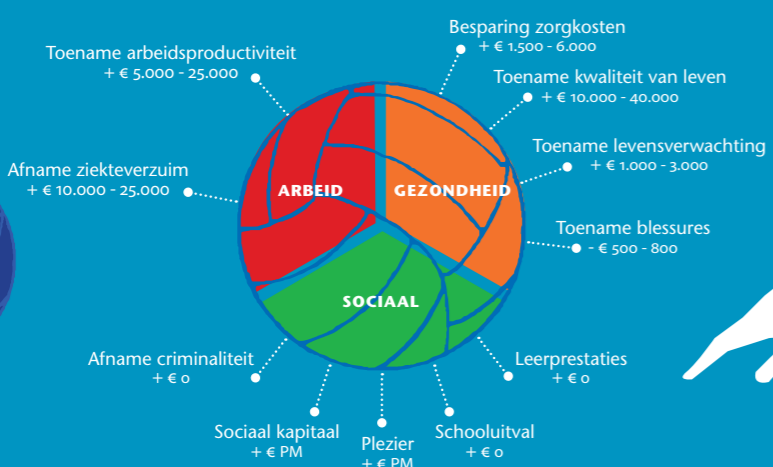 Besparing zorgkosten
+ € 1.500 - 6.000
Toename arbeidsproductiviteit
+ € 5.000 - 25.000
Toename kwaliteit van leven
+ € 10.000 - 40.000
Toename levensverwachting
+ € 1.000 - 3.000
Afname ziekteverzuim
+ € 10.000 - 25.000
ARBEID
GEZONDHEID
Toename blessures
- € 500 - 800
SOCIAAL
Afname criminaliteit
+ € 0
Leerprestaties
+ € 0
Sociaal kapitaal
+ € PM
Plezier
+ € PM
Schooluitval
+ € 0